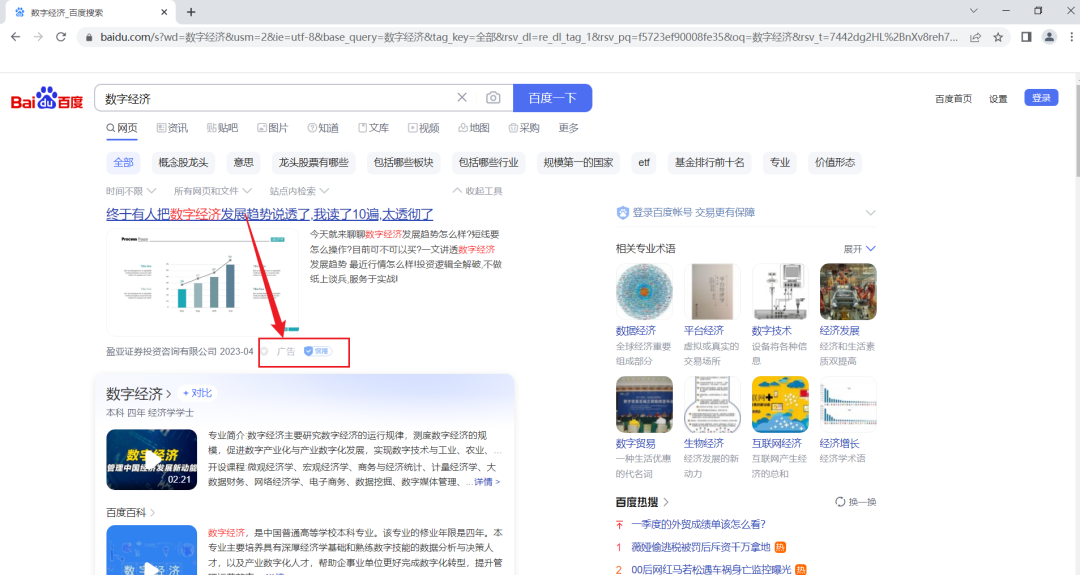 数字经济_百度搜索
baidu.com/s?wd=数字经济&usm=2&ie=utf-8&base_query=数字经济&tag_key=全部&rsv_dl=re_dl_tag_1&rsv_pq=f5723ef90008fe35&oq=数字经济&rsv_t=7442dg2HL%2BnXv8reh7...
Bai du 百度
数字经济
百度一下
百度首页 设置 登录
网页 资讯 贴吧 图片 知道 文库 视频 地图 采购 更多
全部 概念股龙头 意思 龙头股票有哪些 包括哪些板块 包括哪些行业 规模第一的国家 etf 基金排行前十名 专业 价值形态
时间不限 所有网页和文件 站点内检索 收起工具
终于有人把数字经济发展趋势说透了,我读了10遍,太透彻了
今天就来聊聊数字经济发展趋势怎么样?短线要
怎么操作?目前可不可以买?一文讲透数字经济
发展趋势 最近行情怎么样!投资逻辑全解破,不做
纸上谈兵,服务于实战!
盈亚证券投资咨询有限公司 2023-04
广告 保障
数字经济 + 对比
本科 四年 经济学学士
专业简介:数字经济主要研究数字经济的运行规律，测度数字经济的规
模，促进数字产业化与产业数字化发展，实现数字技术与工业、农业、...
开设课程:微观经济学、宏观经济学、商务与经济统计、计量经济学、大
数据财务、网络经济学、电子商务、数据挖掘、数字媒体管理、...详情 >
数字经济
管理中国经济发展新动能
02:21
百度百科
数字经济，是中国普通高等学校本科专业。该专业的修业年限是四年。本
专业主要培养具有深厚经济学基础和熟练数字技能的数据分析与决策人
才，以及产业数字化人才，帮助企事业单位更好完成数字化转型，提升管
数字经济
登录百度帐号 交易更有保障
相关专业术语 展开
数据经济 平台经济 数字技术 经济发展
全球经济重要 虚拟或真实的 设备将各种信 经济和生活素
组成部分 交易场所 息 质双提高
数字贸易 生物经济 互联网经济 经济增长
一种生活优惠 经济发展的新 互联网产生经 经济学术语
的代名词 动力 济的总和
百度热搜 换一换
一季度的外贸成绩单该怎么看?
1 薇娅偷逃税被罚后斥资千万拿地 热
2 00后网红马若松遇车祸身亡监控曝光 热